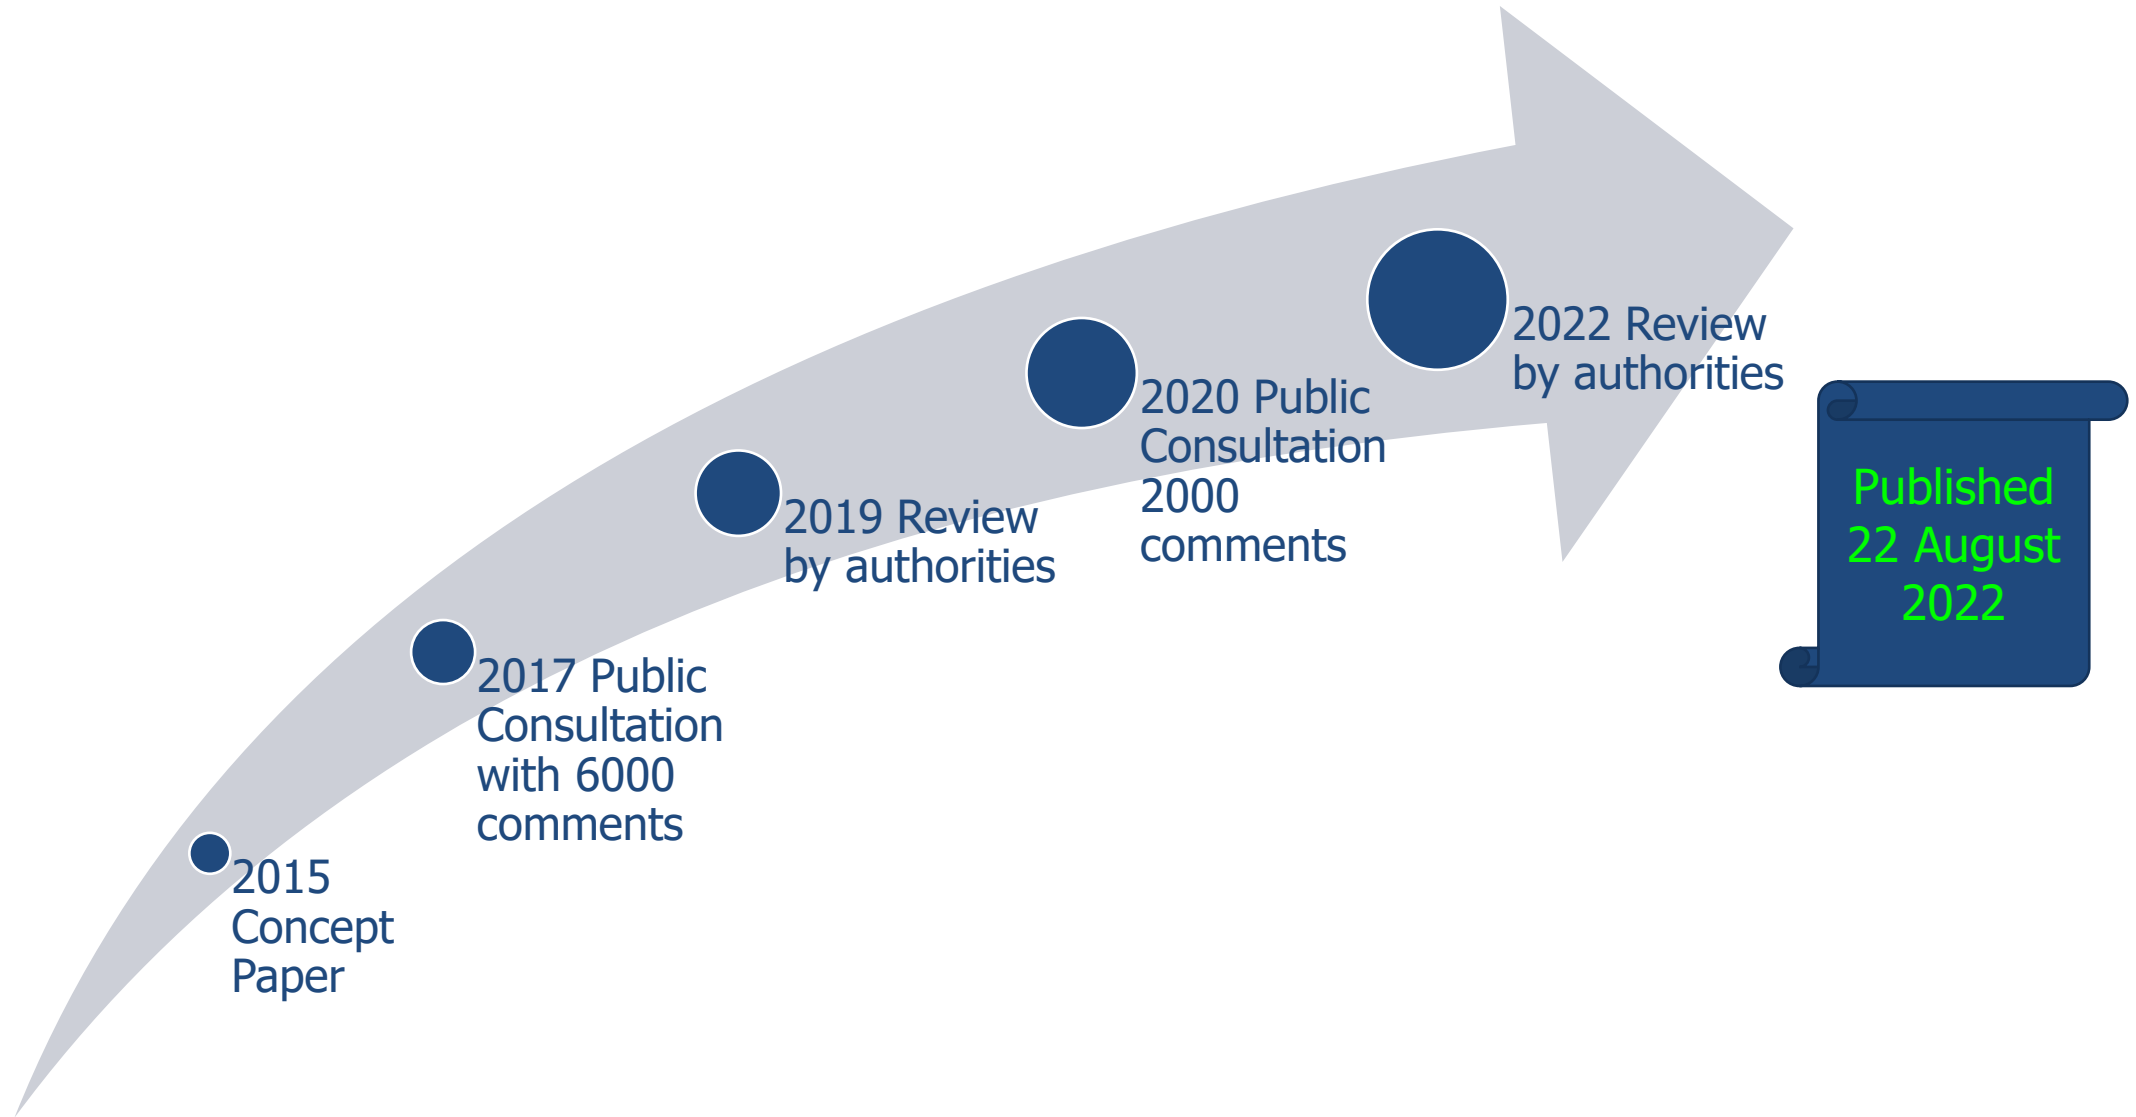 2015
Concept
Paper
2017 Public
Consultation
with 6000
comments
2019 Review
by authorities
2020 Public
Consultation
2000
comments
2022 Review
by authorities
Published
22 August
2022